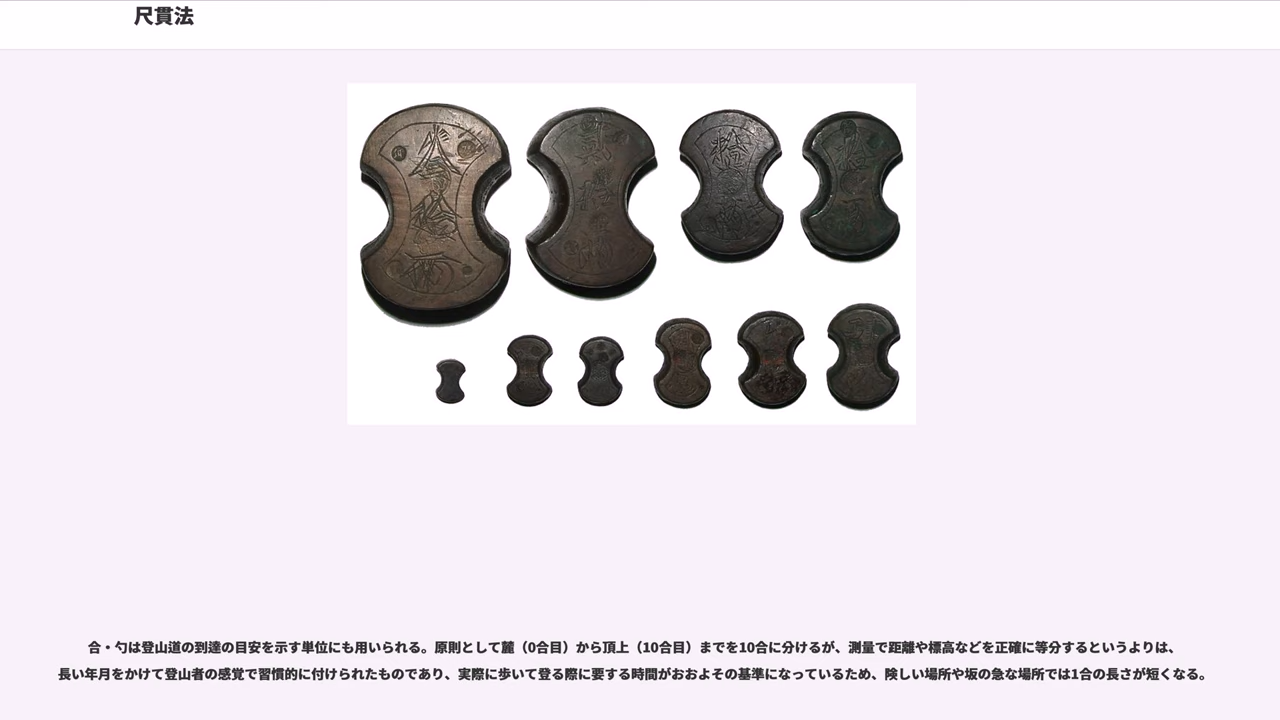 尺貫法
合・勺は登山道の到達の目安を示す単位にも用いられる。原則として麓（0合目）から頂上（10合目）までを10合に分けるが、測量で距離や標高などを正確に等分するというよりは、
長い年月をかけて登山者の感覚で習慣的に付けられたものであり、実際に歩いて登る際に要する時間がおおよその基準になっているため、険しい場所や坂の急な場所では1合の長さが短くなる。